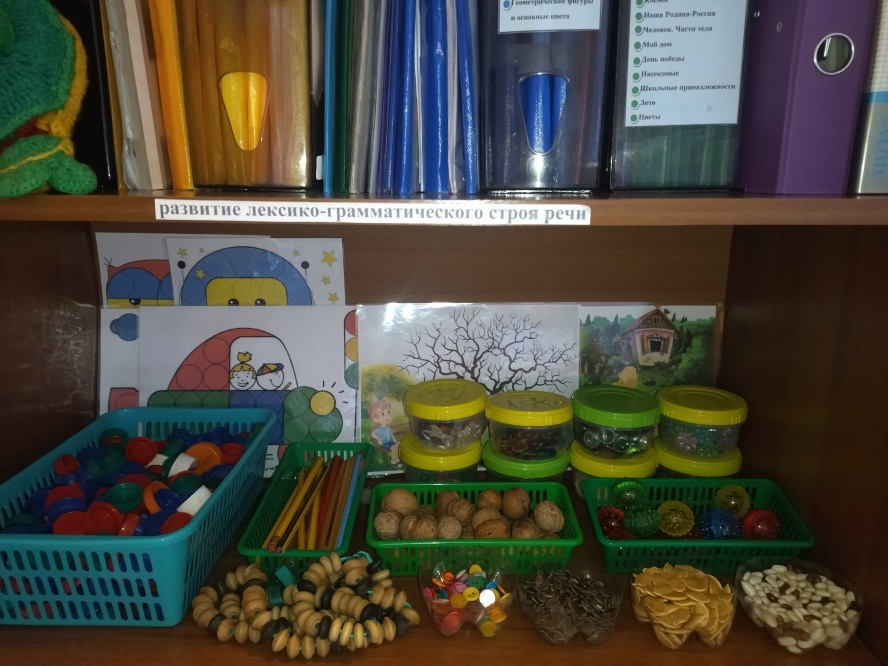 Геометрические фигуры
и основные цвета
Космос
Наша Родина-Россия
Человек. Части тела
Мой дом
День победы
Насекомые
Школьные принадлежности
Лето
Цветы
развитие лексико-грамматического строя речи